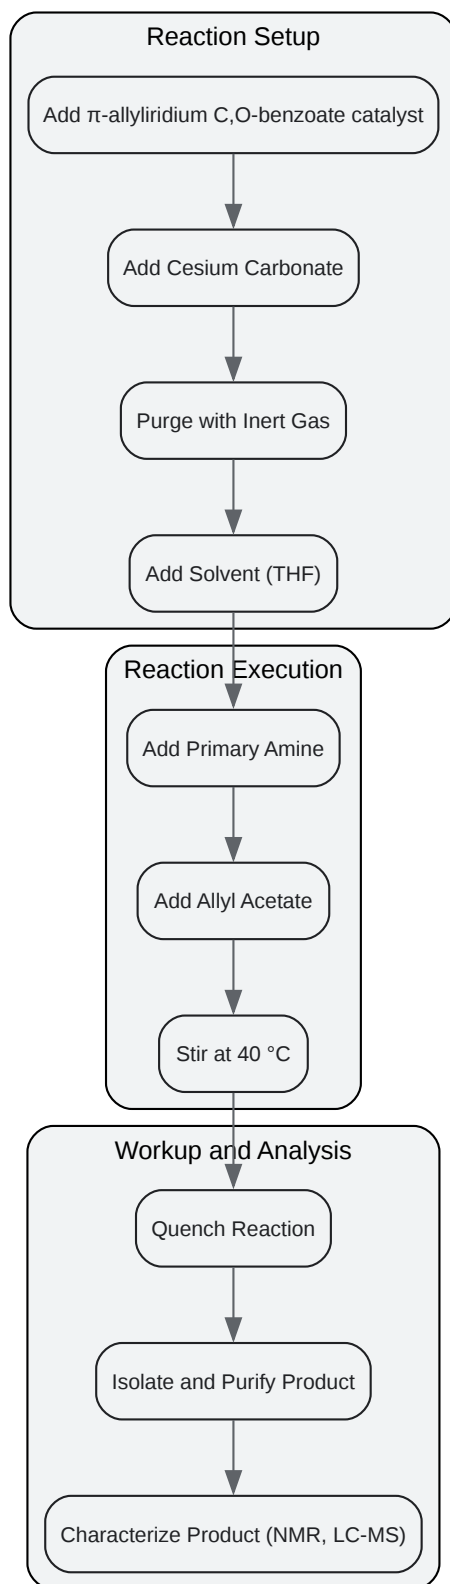 Reaction Setup
Add π-allyliridium C,O-benzoate catalyst
Add Cesium Carbonate
Purge with Inert Gas
Add Solvent (THF)
Reaction Execution
Add Primary Amine
Add Allyl Acetate
Stir at 40 °C
Workup and Analysis
Quench Reaction
Isolate and Purify Product
Characterize Product (NMR, LC-MS)